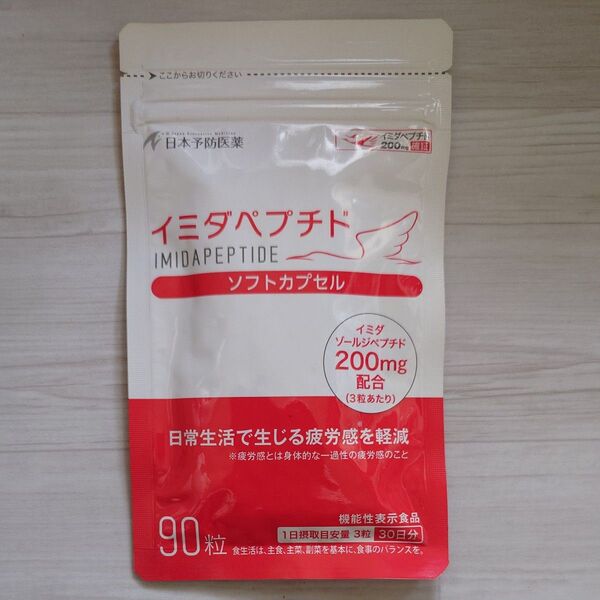 ここからお切りください
Japan Preventive Medicine
日本予防医薬
イミダペプチド
200mg 確証
イミダペプチド
IMIDAPEPTIDE
ソフトカプセル
イミダ
ゾールジペプチド
200mg
配合
(3粒あたり)
日常生活で生じる疲労感を軽減
※疲労感とは身体的な一過性の疲労感のこと
機能性表示食品
90粒
1日摂取目安量 3粒 30日分
食生活は、主食、主菜、副菜を基本に、食事のバランスを。